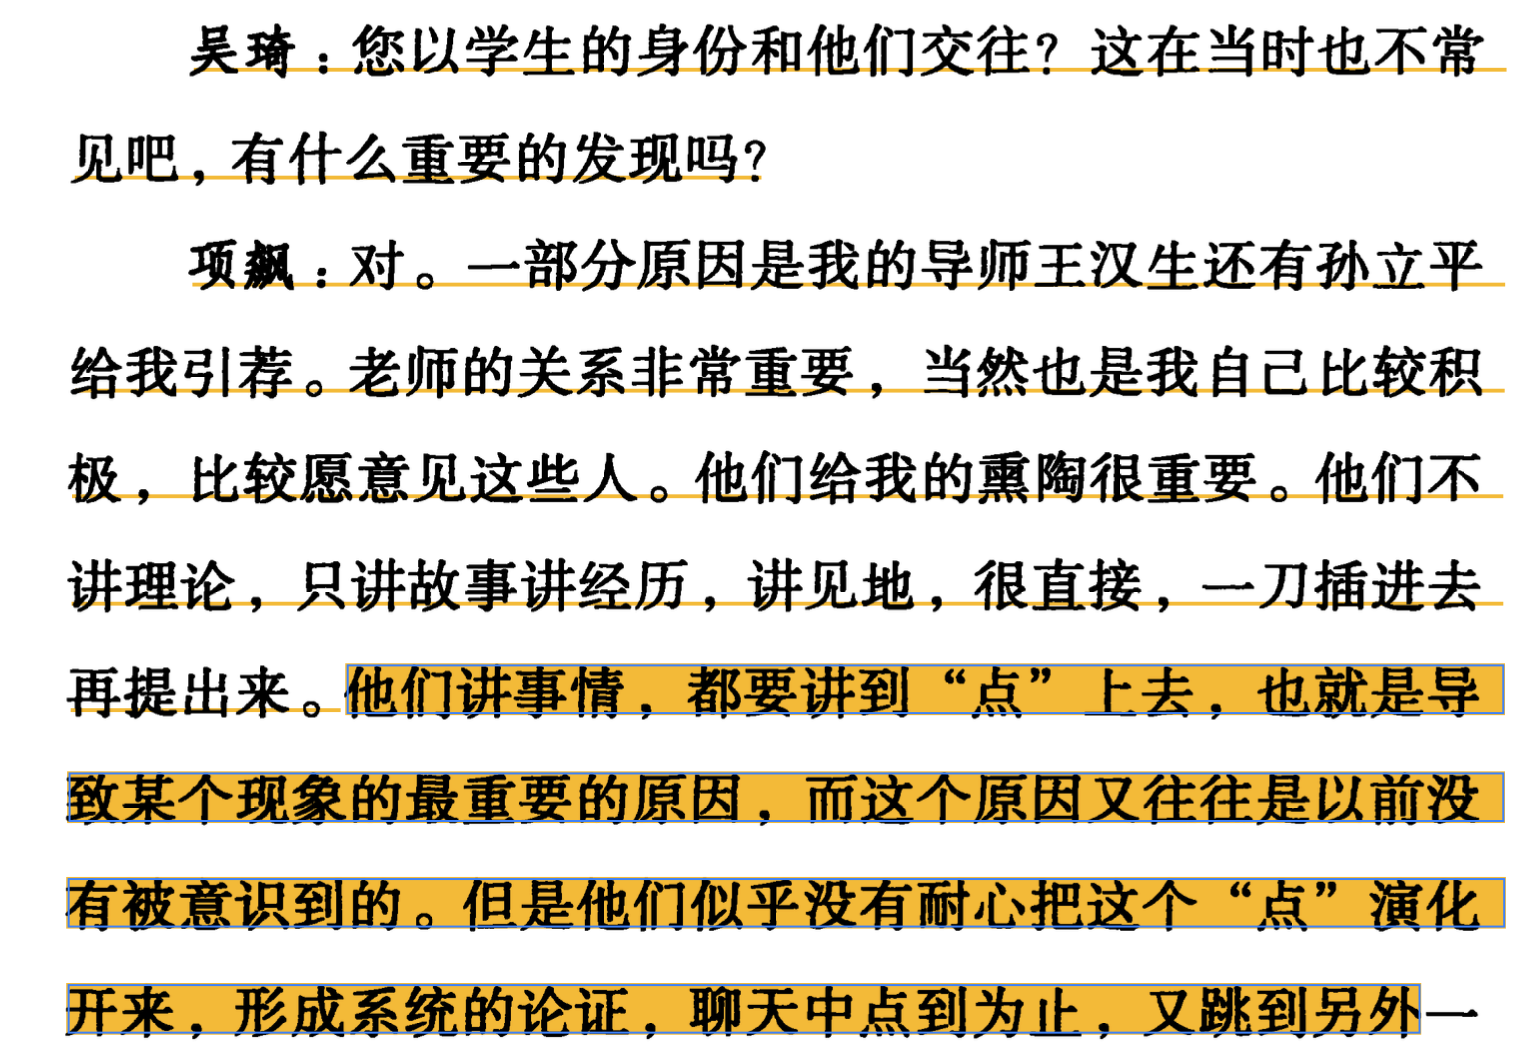 吴琦：您以学生的身份和他们交往？这在当时也不常
见吧，有什么重要的发现吗？
项飙：对。一部分原因是我的导师王汉生还有孙立平
给我引荐。老师的关系非常重要，当然也是我自己比较积
极，比较愿意见这些人。他们给我的熏陶很重要。他们不
讲理论，只讲故事讲经历，讲见地，很直接，一刀插进去
再提出来。他们讲事情，都要讲到“点”上去，也就是导
致某个现象的最重要的原因，而这个原因又往往是以前没
有被意识到的。但是他们似乎没有耐心把这个“点”演化
开来，形成系统的论证，聊天中点到为止，又跳到另外一